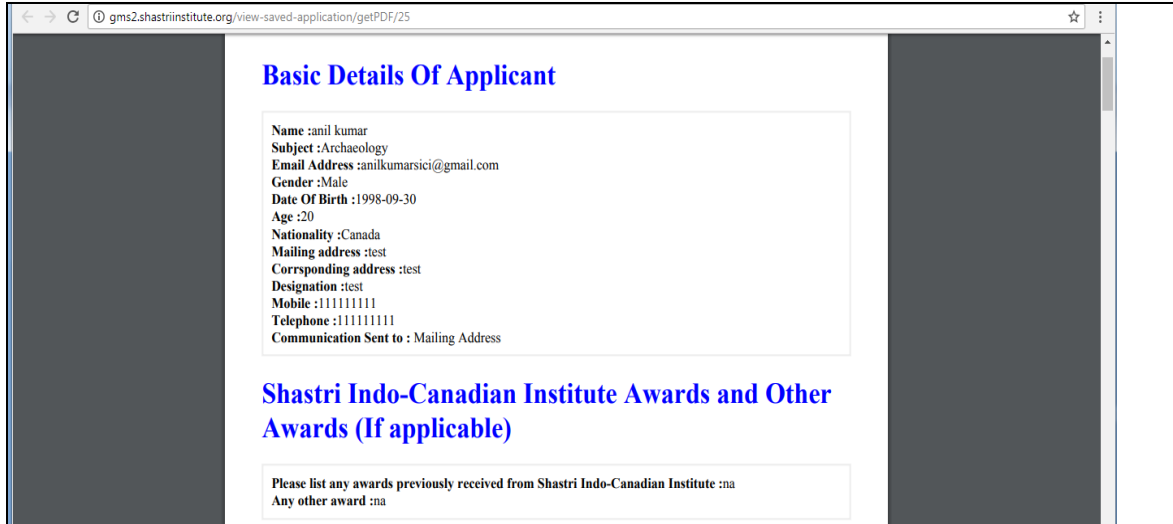 gms2.shastriinstitute.org/view-saved-application/getPDF/25
Basic Details Of Applicant
Name :anil kumar
Subject :Archaeology
Email Address :anilkumarsici@gmail.com
Gender :Male
Date Of Birth :1998-09-30
Age :20
Nationality :Canada
Mailing address :test
Corrsponding address :test
Designation :test
Mobile :111111111
Telephone :111111111
Communication Sent to : Mailing Address
Shastri Indo-Canadian Institute Awards and Other
Awards (If applicable)
Please list any awards previously received from Shastri Indo-Canadian Institute :na
Any other award :na